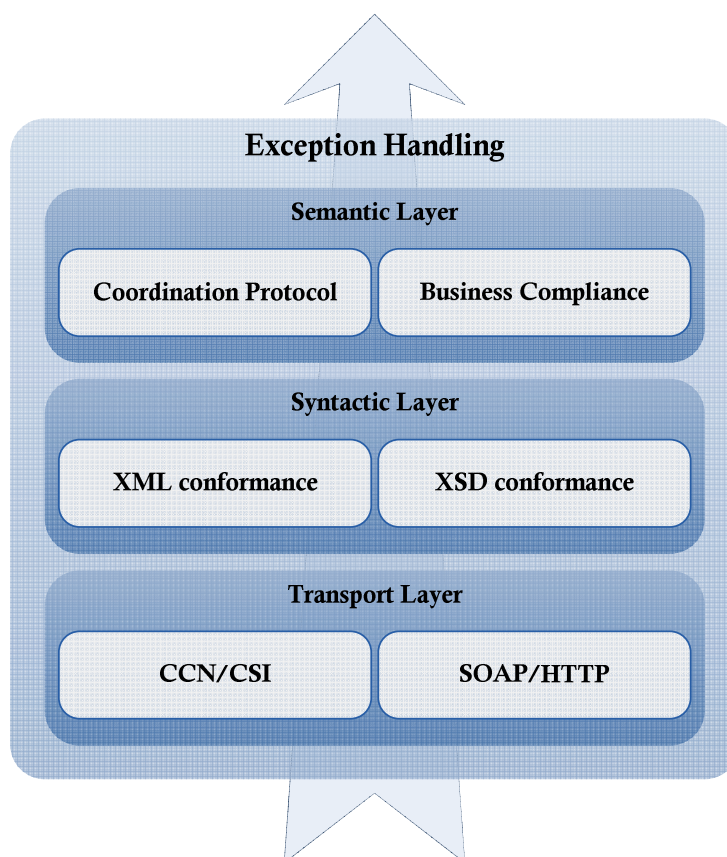 Exception Handling
Semantic Layer
Coordination Protocol
Business Compliance
Syntactic Layer
XML conformance
XSD conformance
Transport Layer
CCN/CSI
SOAP/HTTP